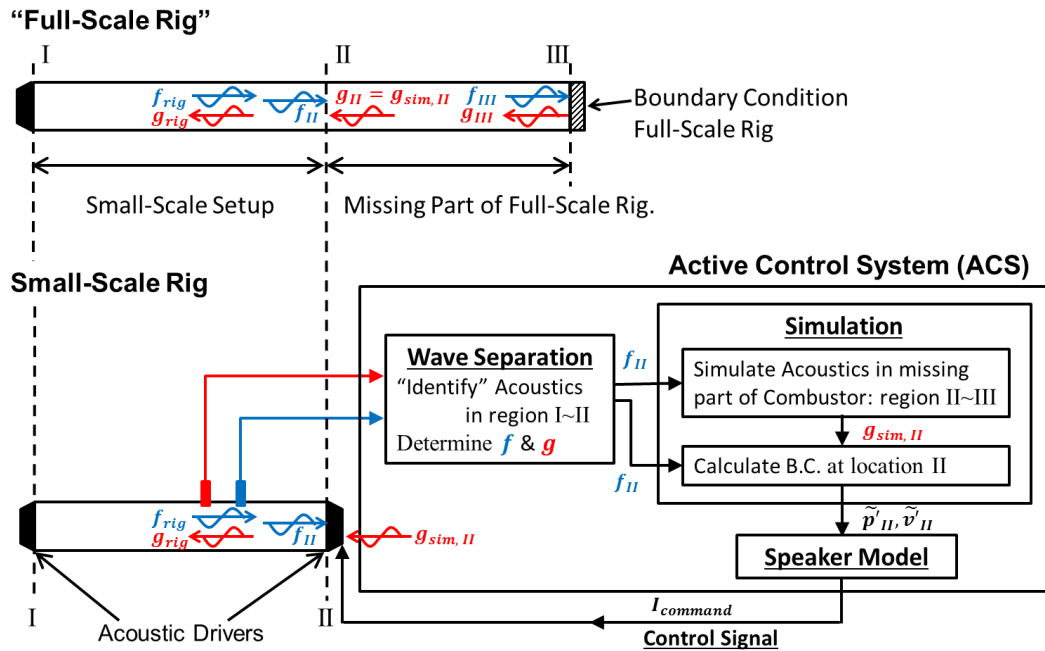 “Full-Scale Rig”
I
II
III
f_rig
g_rig
f_II
g_II = g_sim, II
f_III
g_III
Boundary Condition
Full-Scale Rig
Small-Scale Setup
Missing Part of Full-Scale Rig.
Small-Scale Rig
Active Control System (ACS)
Wave Separation
“Identify” Acoustics
in region I~II
Determine f & g
f_II
f_II
Simulation
Simulate Acoustics in missing
part of Combustor: region II~III
g_sim, II
Calculate B.C. at location II
p̃'_II, ṽ'_II
Speaker Model
f_rig
g_rig
f_II
g_sim, II
I
II
Acoustic Drivers
I_command
Control Signal